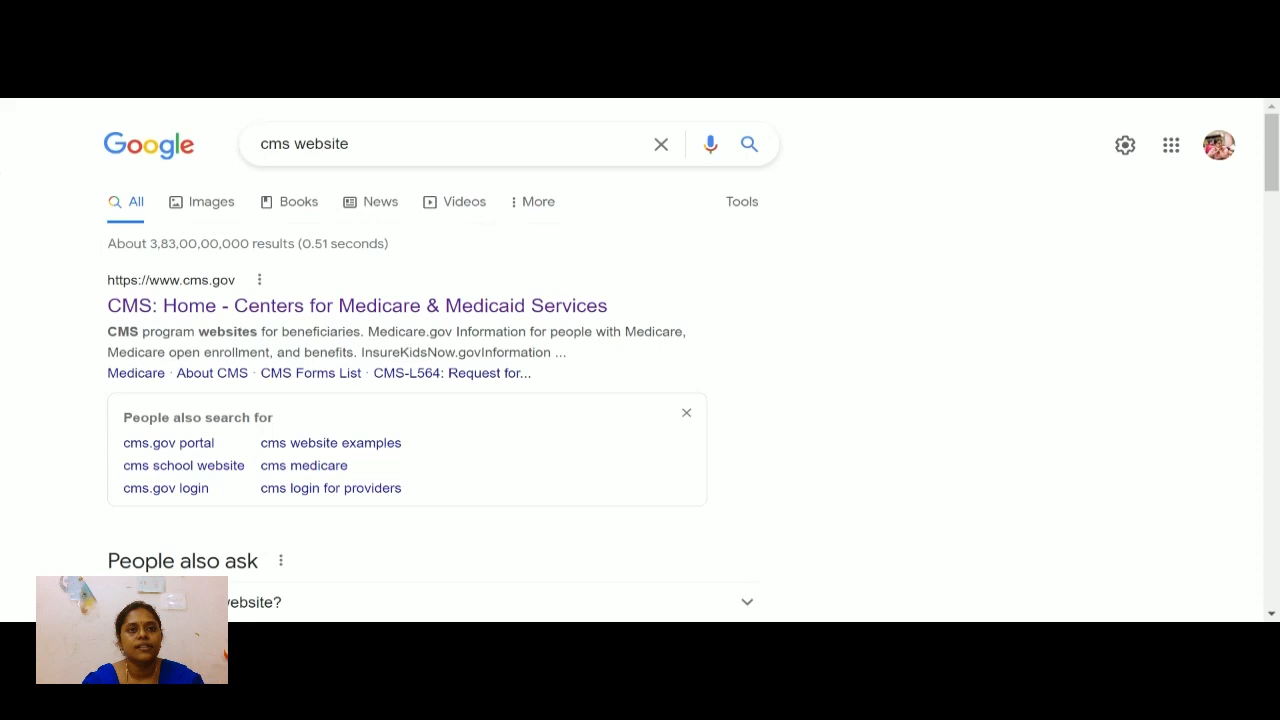 Google
cms website
All Images Books News Videos More Tools
About 3,83,00,00,000 results (0.51 seconds)
https://www.cms.gov
CMS: Home - Centers for Medicare & Medicaid Services
CMS program websites for beneficiaries. Medicare.gov Information for people with Medicare,
Medicare open enrollment, and benefits. InsureKidsNow.govInformation ...
Medicare · About CMS · CMS Forms List · CMS-L564: Request for...
People also search for
cms.gov portal cms website examples
cms school website cms medicare
cms.gov login cms login for providers
People also ask
ebsite?